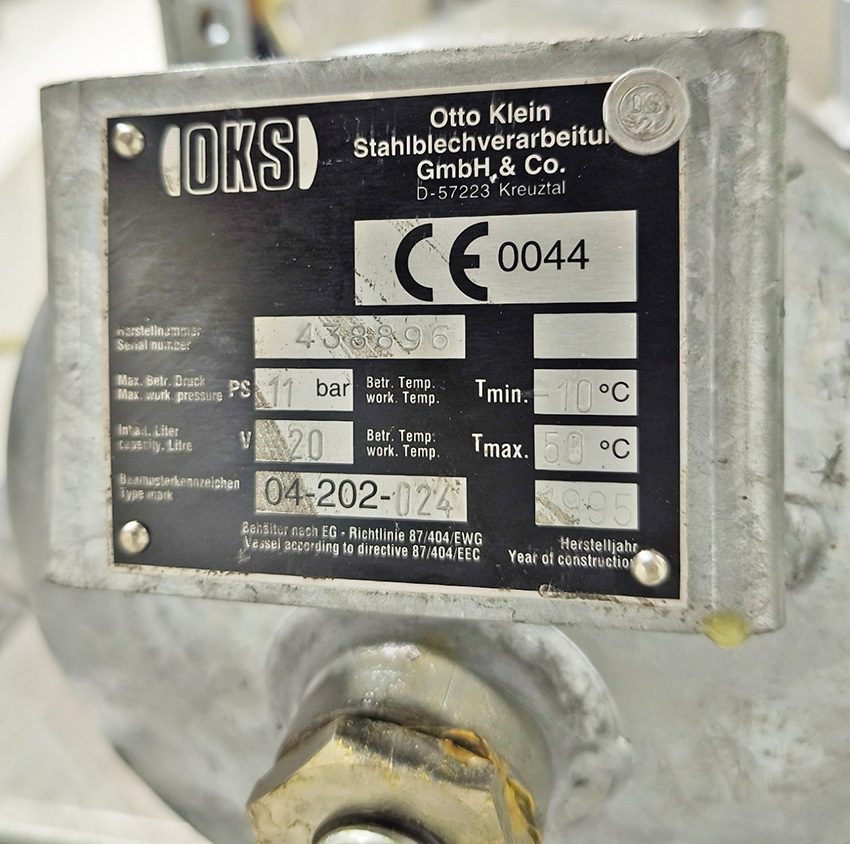 OKS
Otto Klein
Stahlblechverarbeitu
GmbH & Co.
D-57223 Kreuztal
CE 0044
Herstellnummer
Serial number
438896
Max. Betr. Druck
Max. work. pressure
PS 11 bar
Betr. Temp.
work. Temp.
Tmin. -10 °C
Inhalt. Liter
capacity. Litre
V 20
Betr. Temp.
work. Temp.
Tmax. 50 °C
Baumusterkennzeichen
Type mark
04-202-024
1995
Behälter nach EG - Richtlinie 87/404/EWG
Vessel according to directive 87/404/EEC
Herstelljahr
Year of construction